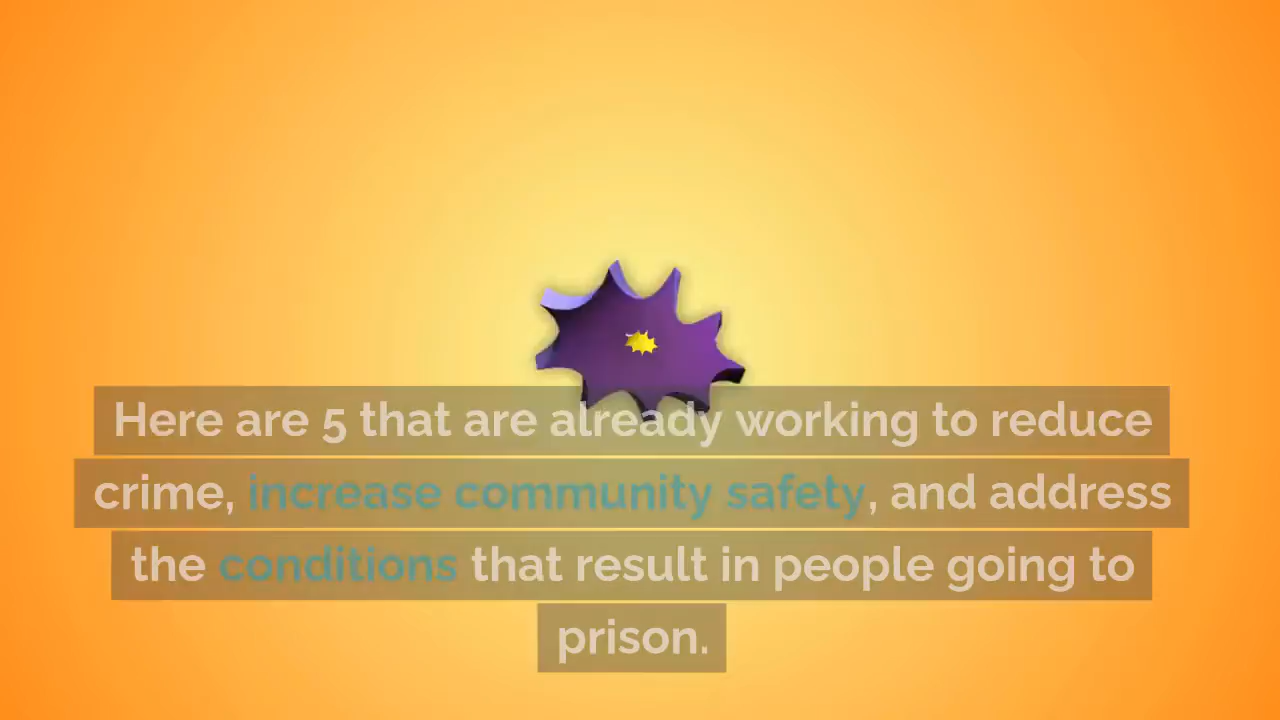 Here are 5 that are already working to reduce
crime, increase community safety, and address
the conditions that result in people going to
prison.